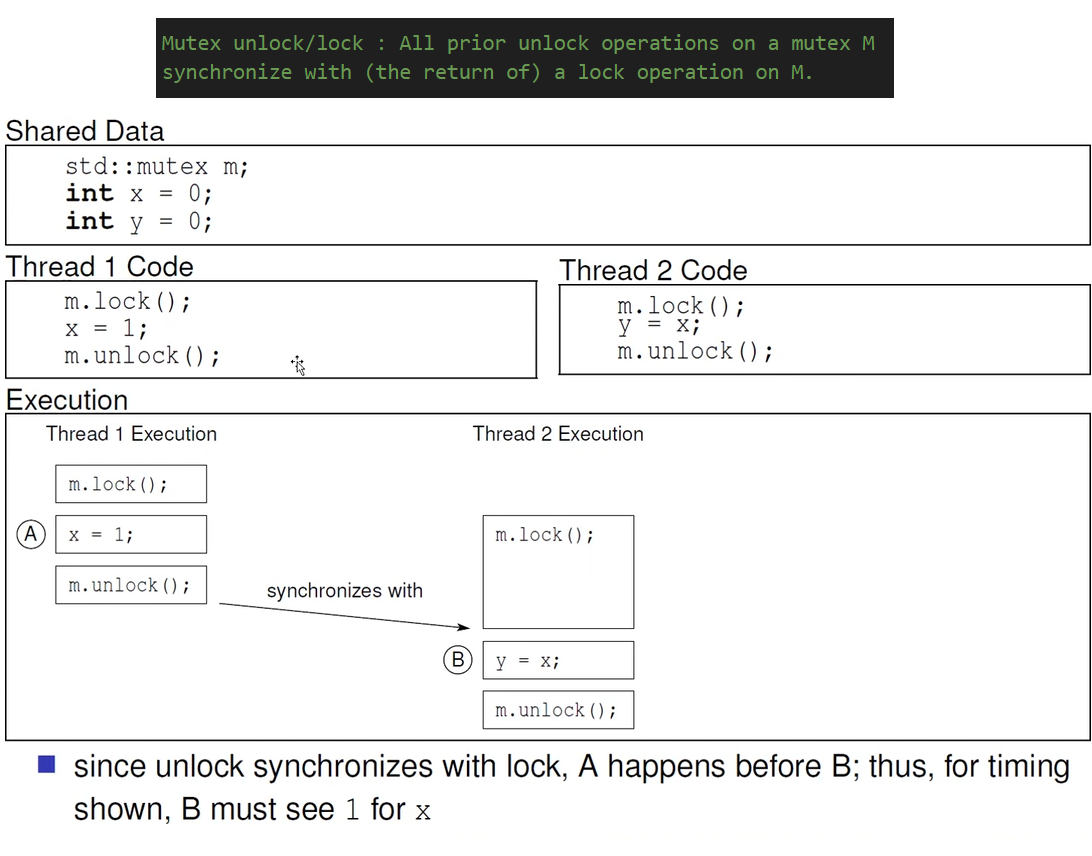 Mutex unlock/lock : All prior unlock operations on a mutex M
synchronize with (the return of) a lock operation on M.
Shared Data
std::mutex m;
int x = 0;
int y = 0;
Thread 1 Code
m.lock();
x = 1;
m.unlock();
Thread 2 Code
m.lock();
y = x;
m.unlock();
Execution
Thread 1 Execution
m.lock();
A
x = 1;
m.unlock();
synchronizes with
Thread 2 Execution
m.lock();
B
y = x;
m.unlock();
since unlock synchronizes with lock, A happens before B; thus, for timing
shown, B must see 1 for x